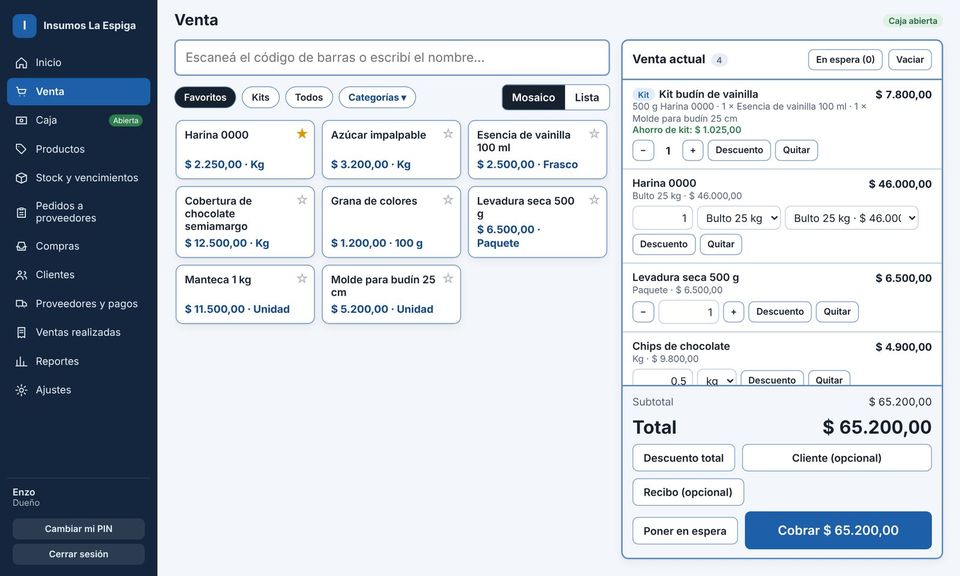 I
Insumos La Espiga
Inicio
Venta
Caja
Abierta
Productos
Stock y vencimientos
Pedidos a
proveedores
Compras
Clientes
Proveedores y pagos
Ventas realizadas
Reportes
Ajustes
Enzo
Dueño
Cambiar mi PIN
Cerrar sesión
Venta
Caja abierta
Escaneá el código de barras o escribí el nombre...
Favoritos
Kits
Todos
Categorías ▾
Mosaico
Lista
Harina 0000
$ 2.250,00 · Kg
Azúcar impalpable
$ 3.200,00 · Kg
Esencia de vainilla
100 ml
$ 2.500,00 · Frasco
Cobertura de
chocolate
semiamargo
$ 12.500,00 · Kg
Grana de colores
$ 1.200,00 · 100 g
Levadura seca 500
g
$ 6.500,00 ·
Paquete
Manteca 1 kg
$ 11.500,00 · Unidad
Molde para budín 25
cm
$ 5.200,00 · Unidad
Venta actual 4
En espera (0)
Vaciar
Kit Kit budín de vainilla $ 7.800,00
500 g Harina 0000 · 1 × Esencia de vainilla 100 ml · 1 ×
Molde para budín 25 cm
Ahorro de kit: $ 1.025,00
− 1 + Descuento Quitar
Harina 0000 $ 46.000,00
Bulto 25 kg · $ 46.000,00
1 Bulto 25 kg Bulto 25 kg · $ 46.00(
Descuento Quitar
Levadura seca 500 g $ 6.500,00
Paquete · $ 6.500,00
− 1 + Descuento Quitar
Chips de chocolate $ 4.900,00
Kg · $ 9.800,00
0,5 kg Descuento Quitar
Subtotal $ 65.200,00
Total $ 65.200,00
Descuento total
Cliente (opcional)
Recibo (opcional)
Poner en espera
Cobrar $ 65.200,00